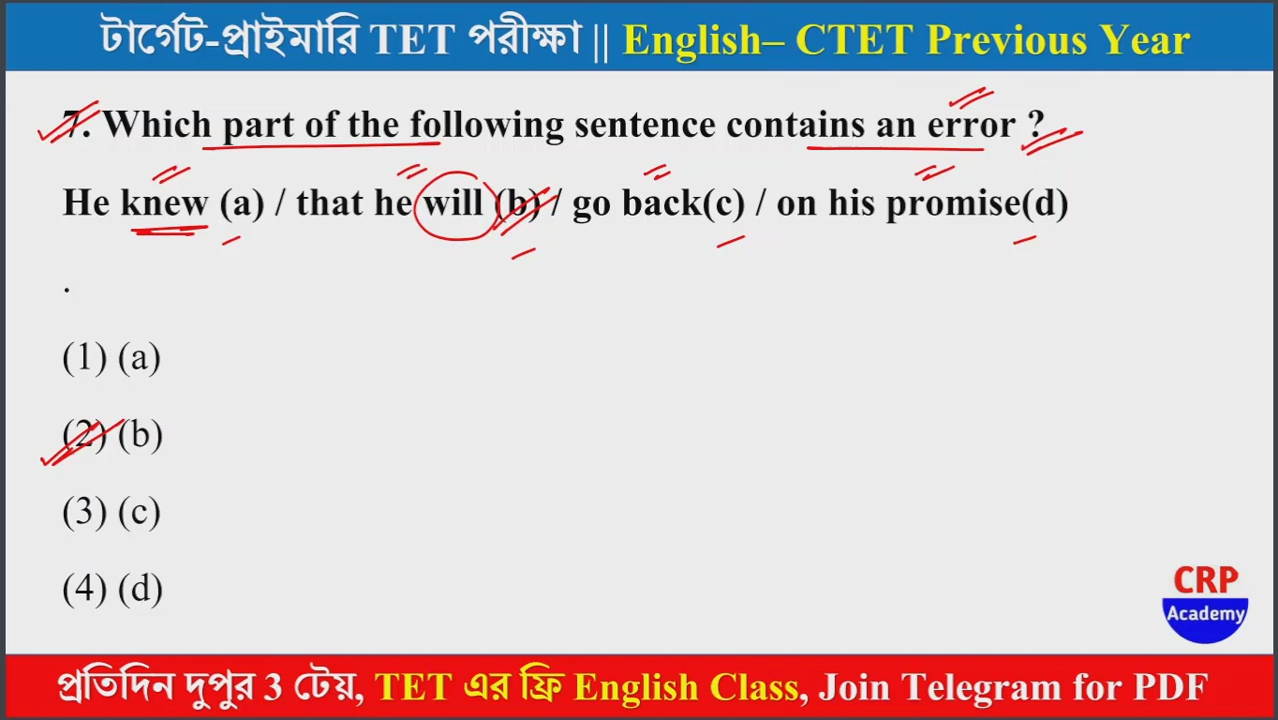 টার্গেট-প্রাইমারি TET পরীক্ষা || English– CTET Previous Year
7. Which part of the following sentence contains an error ?
He knew (a) / that he will (b) / go back(c) / on his promise(d)
.
(1) (a)
(2) (b)
(3) (c)
(4) (d)
CRP
Academy
প্রতিদিন দুপুর 3 টেয়, TET এর ফ্রি English Class, Join Telegram for PDF